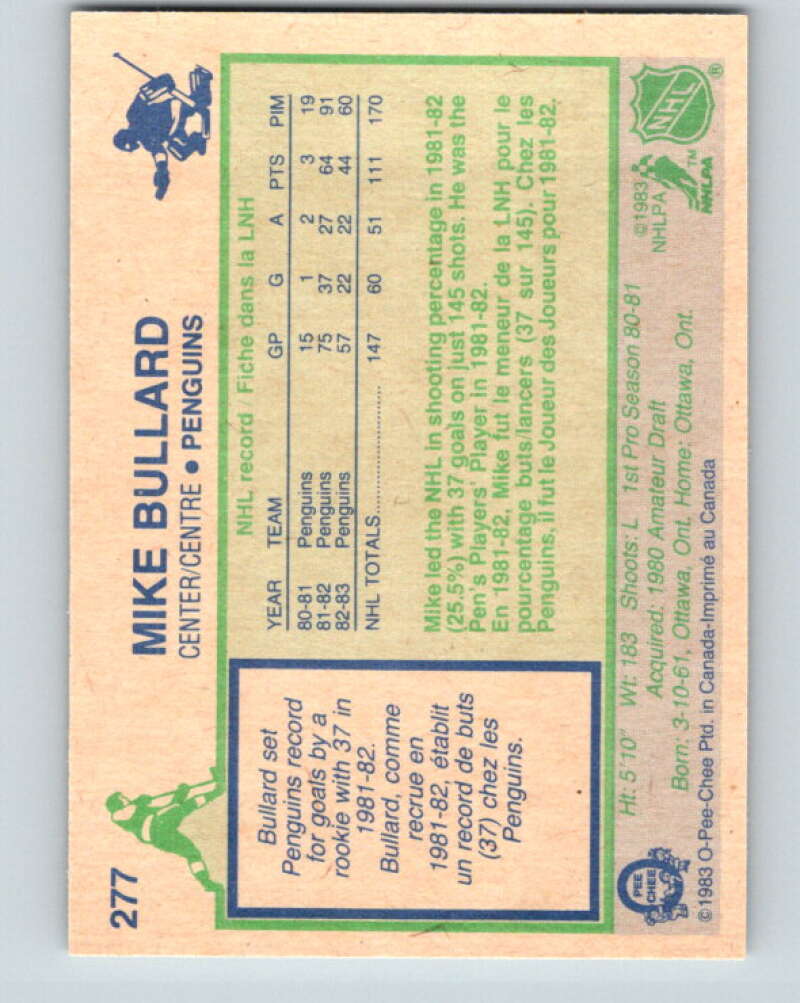 277
MIKE BULLARD
CENTER/CENTRE • PENGUINS
Bullard set
Penguins record
for goals by a
rookie with 37 in
1981-82.
Bullard, comme
recrue en
1981-82, établit
un record de buts
(37) chez les
Penguins.
NHL record Fiche dans la LNH
YEAR TEAM GP G A PTS PIM
80-81 Penguins 15 1 2 3 19
81-82 Penguins 75 37 27 64 91
82-83 Penguins 57 22 22 44 60
NHL TOTALS 147 60 51 111 170
Mike led the NHL in shooting percentage in 1981-82
(25.5%) with 37 goals on just 145 shots. He was the
Pen's Players' Player in 1981-82.
En 1981-82, Mike fut le meneur de la LNH pour le
pourcentage buts/lancers (37 sur 145). Chez les
Penguins, il fut le Joueur des Joueurs pour 1981-82.
Ht: 5'10" Wt: 183 Shoots: L 1st Pro Season 80-81
Acquired: 1980 Amateur Draft
Born: 3-10-61, Ottawa, Ont. Home: Ottawa, Ont.
©1983 O-Pee-Chee Ptd. in Canada-Imprimé au Canada
O PEE CHEE
©1983
NHLPA
NHLPA™
NHL®